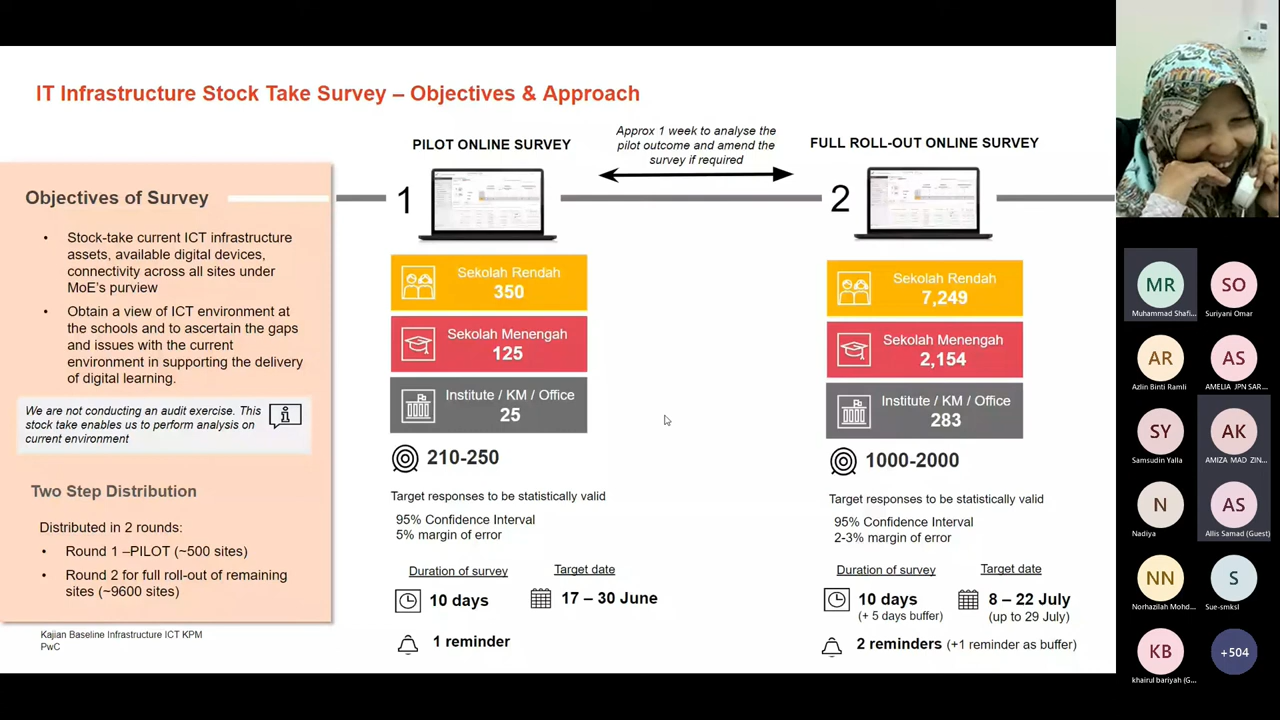 IT Infrastructure Stock Take Survey – Objectives & Approach
Objectives of Survey
• Stock-take current ICT infrastructure
assets, available digital devices,
connectivity across all sites under
MoE's purview
• Obtain a view of ICT environment at
the schools and to ascertain the gaps
and issues with the current
environment in supporting the delivery
of digital learning.
We are not conducting an audit exercise. This
stock take enables us to perform analysis on
current environment
Two Step Distribution
Distributed in 2 rounds:
• Round 1 –PILOT (~500 sites)
• Round 2 for full roll-out of remaining
sites (~9600 sites)
Kajian Baseline Infrastructure ICT KPM
PwC
PILOT ONLINE SURVEY
1
Sekolah Rendah
350
Sekolah Menengah
125
Institute / KM / Office
25
210-250
Target responses to be statistically valid
95% Confidence Interval
5% margin of error
Duration of survey
10 days
Target date
17 – 30 June
1 reminder
Approx 1 week to analyse the
pilot outcome and amend the
survey if required
FULL ROLL-OUT ONLINE SURVEY
2
Sekolah Rendah
7,249
Sekolah Menengah
2,154
Institute / KM / Office
283
1000-2000
Target responses to be statistically valid
95% Confidence Interval
2-3% margin of error
Duration of survey
10 days
(+ 5 days buffer)
Target date
8 – 22 July
(up to 29 July)
2 reminders (+1 reminder as buffer)
MR
Muhammad Shafi...
SO
Suriyani Omar
AR
Azlin Binti Ramli
AS
AMELIA JPN SAR...
SY
Samsudin Yalla
AK
AMIZA MAD ZIN...
N
Nadiya
AS
Allis Samad (Guest)
NN
Norhazilah Mohd...
S
Sue-smksl
KB
khairul bariyah (G...
+504